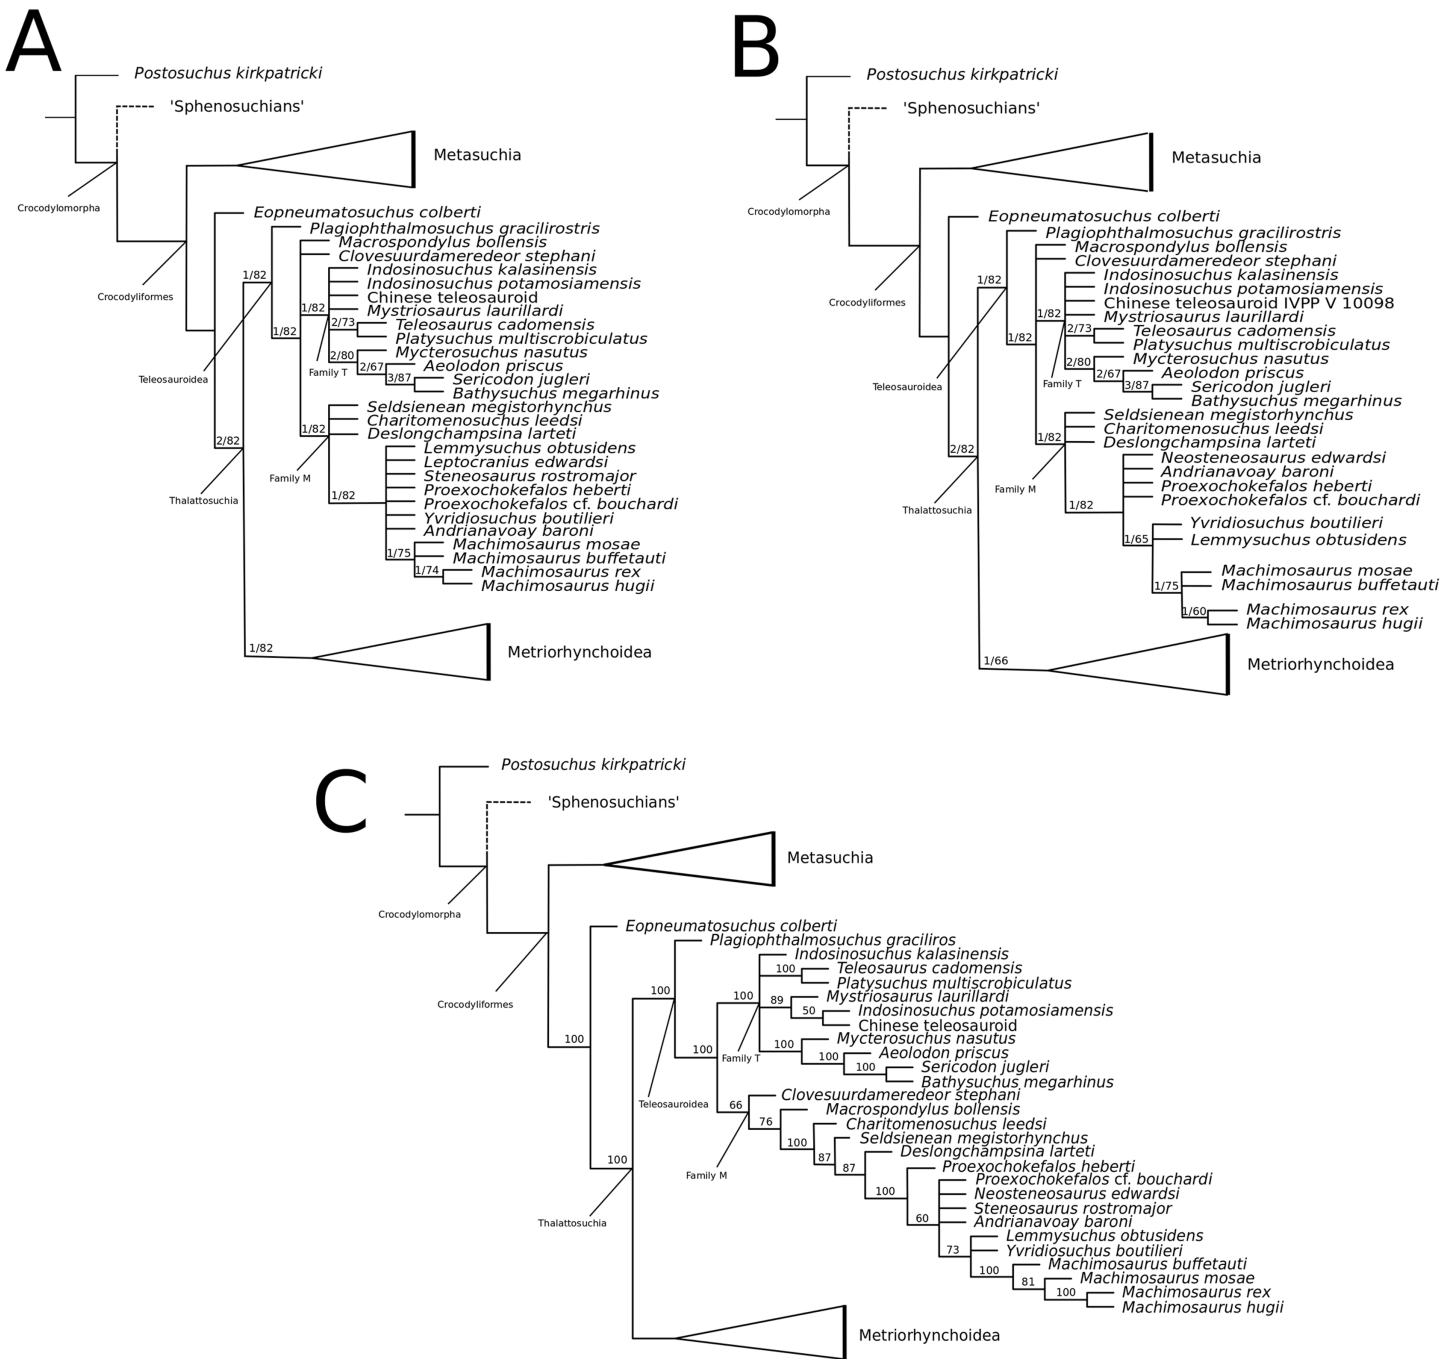 A
Postosuchus kirkpatricki
'Sphenosuchians'
Metasuchia
Crocodylomorpha
Eopneumatosuchus colberti
Plagiophthalmosuchus gracilirostris
Macrospondylus bollensis
Clovesuurdameredeor stephani
Indosinosuchus kalasinensis
1/82
Indosinosuchus potamosiamensis
Crocodyliformes
Chinese teleosauroid
1/82
Mystriosaurus laurillardi
2/73
Teleosaurus cadomensis
1/82
Platysuchus multiscrobiculatus
2/80
Mycterosuchus nasutus
2/67
Aeolodon priscus
Family T
Teleosauroidea
3/87
Sericodon jugleri
Bathysuchus megarhinus
Seldsienean megistorhynchus
Charitomenosuchus leedsi
1/82
Deslongchampsina larteti
2/82
Lemmysuchus obtusidens
Leptocranius edwardsi
Family M
Steneosaurus rostromajor
Proexochokefalos heberti
1/82
Thalattosuchia
Proexochokefalos cf. bouchardi
Yvridiosuchus boutilieri
Andrianavoay baroni
Machimosaurus mosae
1/75
Machimosaurus buffetauti
1/74
Machimosaurus rex
Machimosaurus hugii
1/82
Metriorhynchoidea
B
Postosuchus kirkpatricki
'Sphenosuchians'
Metasuchia
Crocodylomorpha
Eopneumatosuchus colberti
Plagiophthalmosuchus gracilirostris
Macrospondylus bollensis
Clovesuurdameredeor stephani
Indosinosuchus kalasinensis
1/82
Indosinosuchus potamosiamensis
Crocodyliformes
Chinese teleosauroid IVPP V 10098
1/82
Mystriosaurus laurillardi
2/73
Teleosaurus cadomensis
1/82
Platysuchus multiscrobiculatus
2/80
Mycterosuchus nasutus
2/67
Aeolodon priscus
Family T
Teleosauroidea
3/87
Sericodon jugleri
Bathysuchus megarhinus
Seldsienean megistorhynchus
Charitomenosuchus leedsi
1/82
Deslongchampsina larteti
2/82
Neosteneosaurus edwardsi
Andrianavoay baroni
Family M
Proexochokefalos heberti
Proexochokefalos cf. bouchardi
1/82
Thalattosuchia
Yvridiosuchus boutilieri
1/65
Lemmysuchus obtusidens
Machimosaurus mosae
1/75
Machimosaurus buffetauti
1/60
Machimosaurus rex
Machimosaurus hugii
1/66
Metriorhynchoidea
C
Postosuchus kirkpatricki
'Sphenosuchians'
Metasuchia
Crocodylomorpha
Eopneumatosuchus colberti
Plagiophthalmosuchus graciliros
Indosinosuchus kalasinensis
100
Teleosaurus cadomensis
Platysuchus multiscrobiculatus
100
100
89
Mystriosaurus laurillardi
Crocodyliformes
50
Indosinosuchus potamosiamensis
Chinese teleosauroid
100
100
Mycterosuchus nasutus
100
Family T
100
Aeolodon priscus
100
Sericodon jugleri
Bathysuchus megarhinus
Clovesuurdameredeor stephani
Teleosauroidea
66
Macrospondylus bollensis
76
Charitomenosuchus leedsi
100
Seldsienean megistorhynchus
87
Deslongchampsina larteti
100
87
Proexochokefalos heberti
Family M
Proexochokefalos cf. bouchardi
100
Neosteneosaurus edwardsi
Steneosaurus rostromajor
Thalattosuchia
60
Andrianavoay baroni
Lemmysuchus obtusidens
73
Yvridiosuchus boutilieri
100
Machimosaurus buffetauti
81
Machimosaurus mosae
100
Machimosaurus rex
Machimosaurus hugii
Metriorhynchoidea